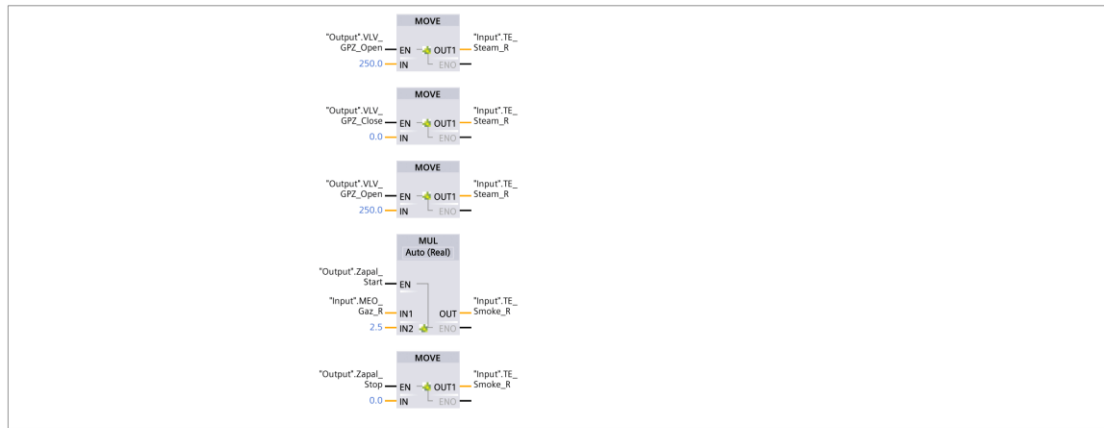 MOVE
"Output".VLV_
GPZ_Open
EN
OUT1
"Input".TE_
Steam_R
250.0
IN
ENO
MOVE
"Output".VLV_
GPZ_Close
EN
OUT1
"Input".TE_
Steam_R
0.0
IN
ENO
MOVE
"Output".VLV_
GPZ_Open
EN
OUT1
"Input".TE_
Steam_R
250.0
IN
ENO
MUL
Auto (Real)
"Output".Zapal_
Start
EN
"Input".MEO_
Gaz_R
IN1
OUT
"Input".TE_
Smoke_R
2.5
IN2
ENO
MOVE
"Output".Zapal_
Stop
EN
OUT1
"Input".TE_
Smoke_R
0.0
IN
ENO